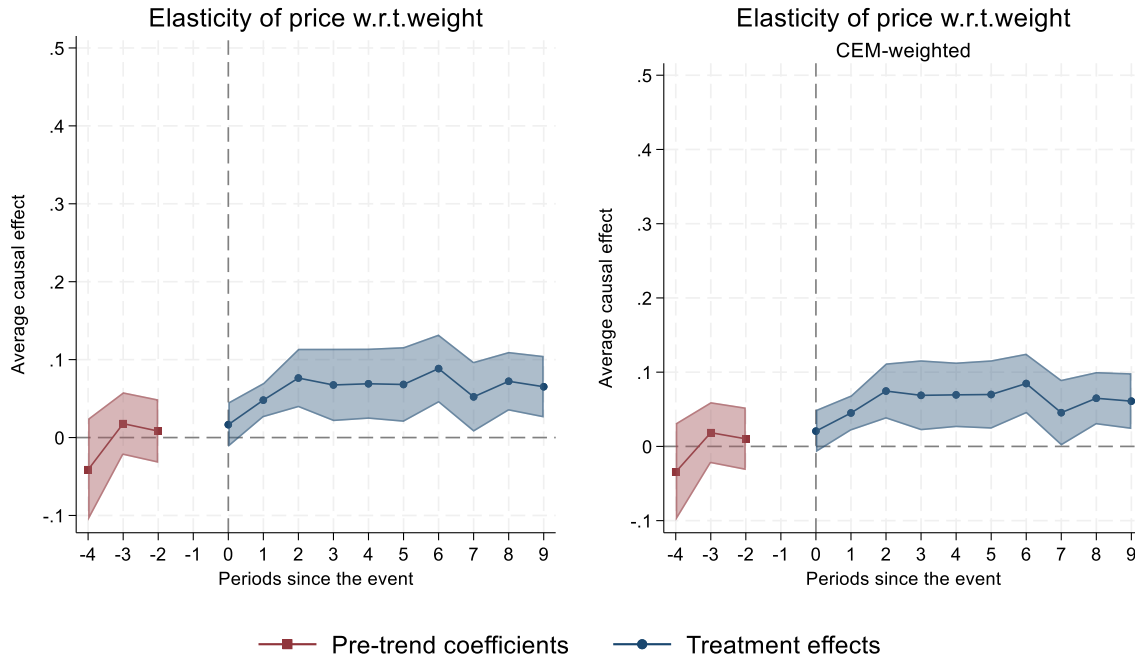 Elasticity of price w.r.t.weight
Average causal effect
.5
.4
.3
.2
.1
0
-.1
-4 -3 -2 -1 0 1 2 3 4 5 6 7 8 9
Periods since the event
Elasticity of price w.r.t.weight
CEM-weighted
Average causal effect
.5
.4
.3
.2
.1
0
-.1
-4 -3 -2 -1 0 1 2 3 4 5 6 7 8 9
Periods since the event
Pre-trend coefficients Treatment effects